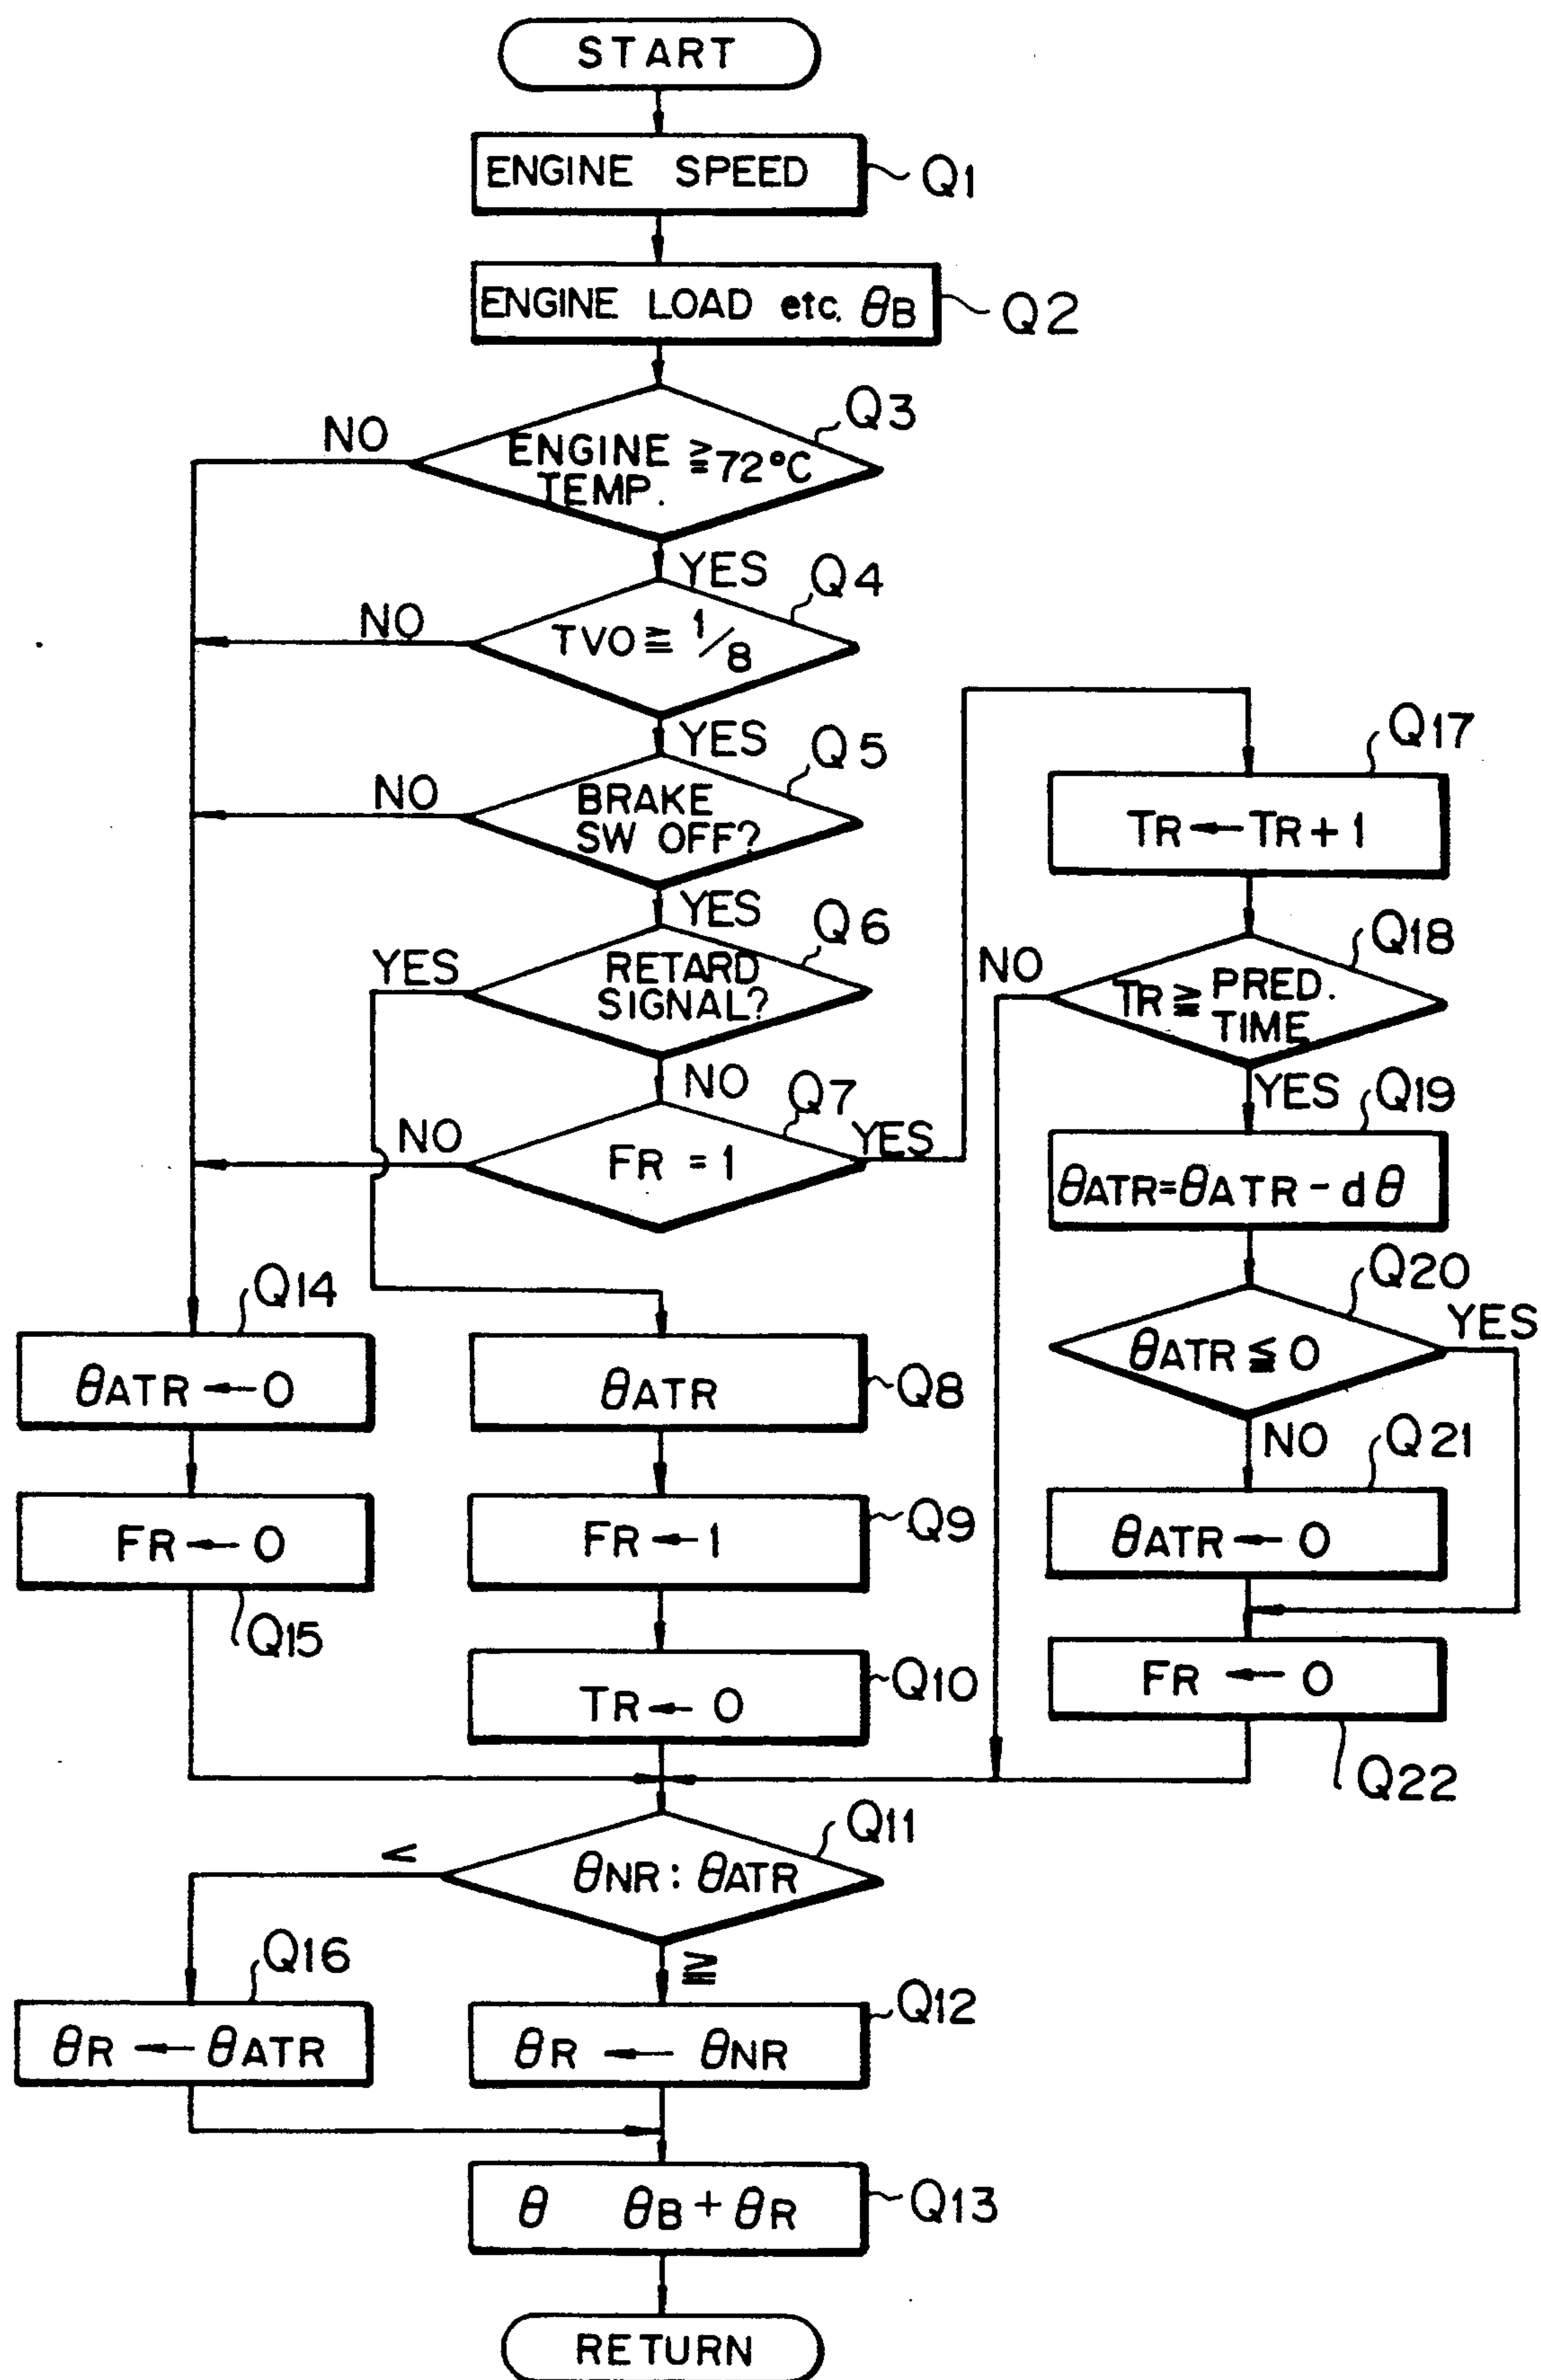 START
ENGINE SPEED
Q1
ENGINE LOAD etc. θB
Q2
Q3
NO
ENGINE TEMP. ≧72°C
YES
Q4
NO
TVO≧1/8
YES
Q5
NO
BRAKE
SW OFF?
YES
Q6
YES
RETARD
SIGNAL?
NO
Q7
NO
YES
FR = 1
Q17
TR←TR+1
Q18
NO
TR≧PRED. TIME
YES
Q19
θATR=θATR-dθ
Q20
YES
θATR≦0
NO
Q21
θATR←0
FR←0
Q22
Q14
θATR←0
FR←0
Q15
θATR
Q8
FR←1
Q9
TR←0
Q10
Q11
<
θNR:θATR
≧
Q16
θR←θATR
Q12
θR←θNR
θ θB+θR
Q13
RETURN